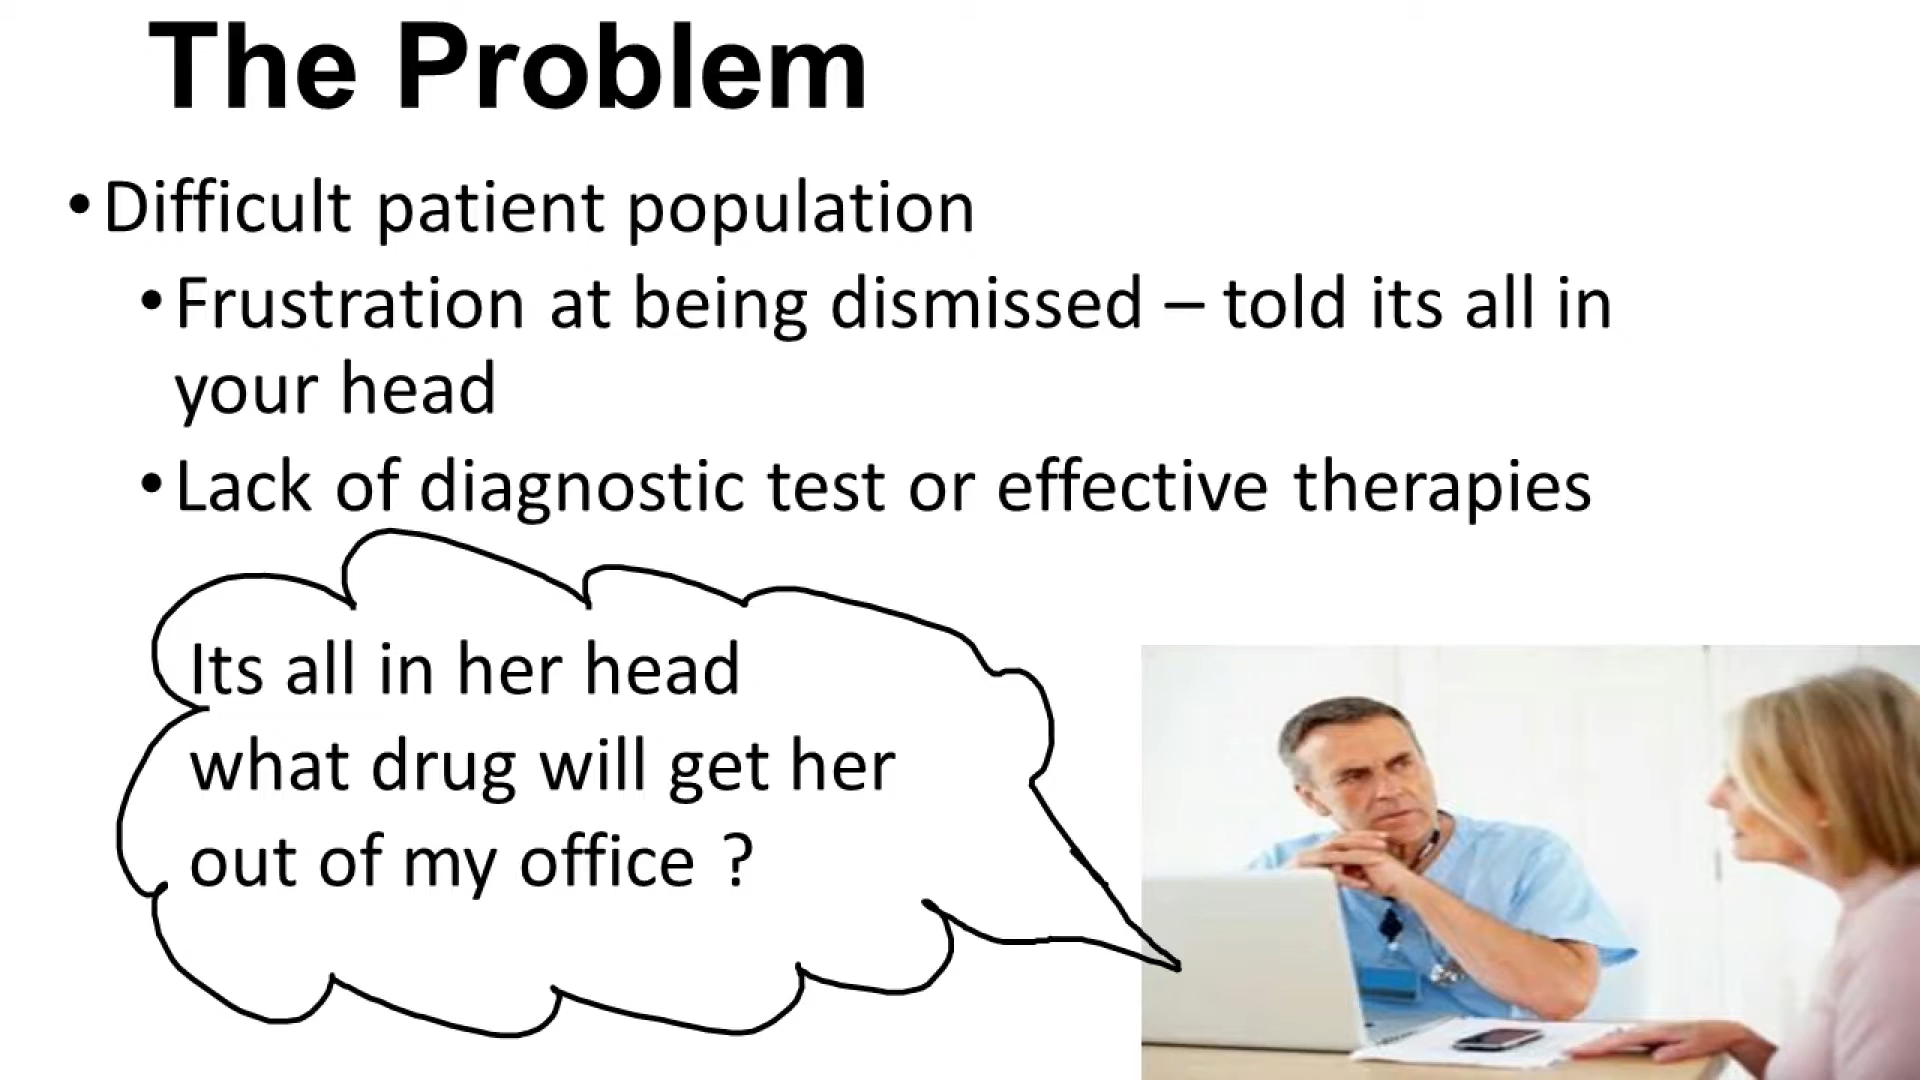 The Problem
•Difficult patient population
•Frustration at being dismissed – told its all in
your head
•Lack of diagnostic test or effective therapies
Its all in her head
what drug will get her
out of my office ?